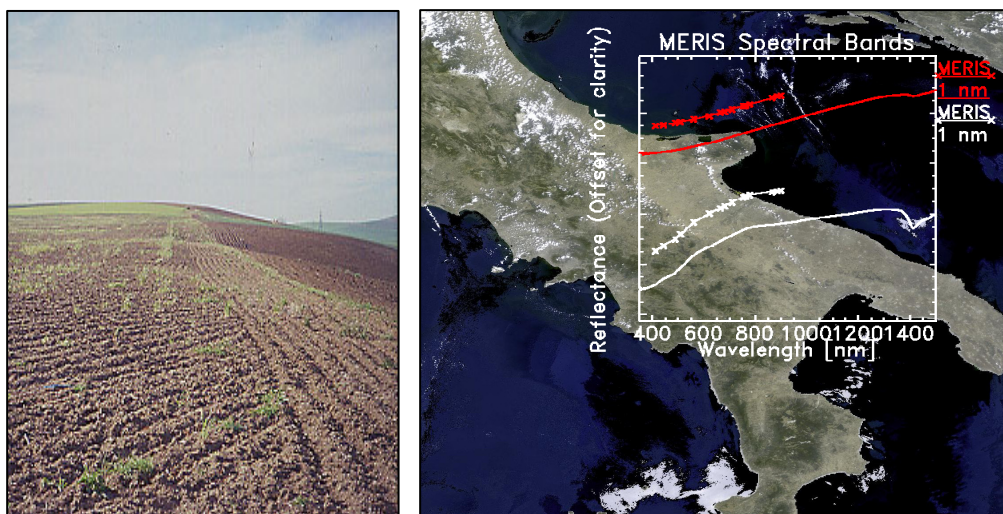 MERIS Spectral Bands
MERIS
1 nm
MERIS
1 nm
Reflectance (Offset for clarity)
400 600 800 1000 1200 1400
Wavelength [nm]